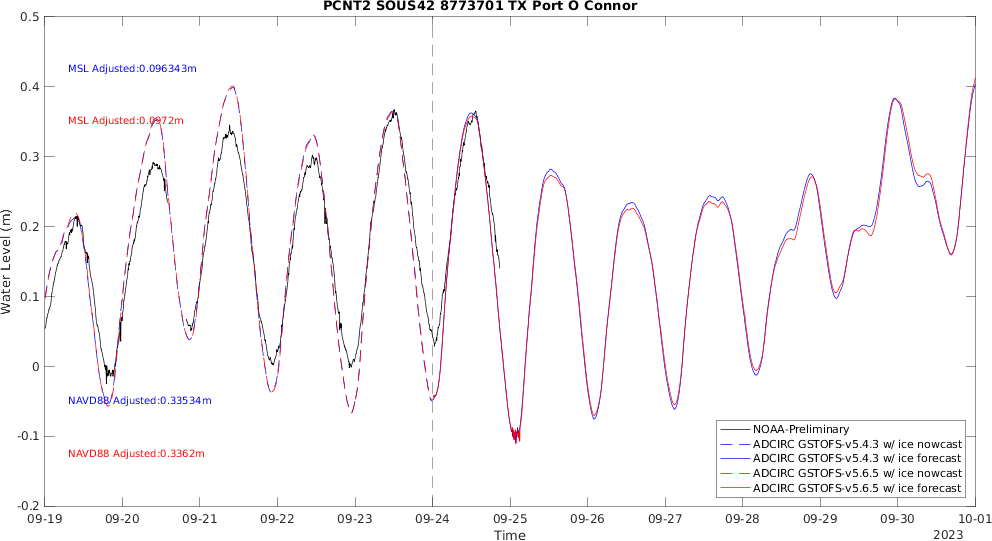 PCNT2 SOUS42 8773701 TX Port O Connor
0.5
0.4
0.3
0.2
0.1
0
-0.1
-0.2
Water Level (m)
MSL Adjusted:0.096343m
MSL Adjusted:0.0972m
NAVD88 Adjusted:0.33534m
NAVD88 Adjusted:0.3362m
NOAA-Preliminary
ADCIRC GSTOFS-v5.4.3 w/ ice nowcast
ADCIRC GSTOFS-v5.4.3 w/ ice forecast
ADCIRC GSTOFS-v5.6.5 w/ ice nowcast
ADCIRC GSTOFS-v5.6.5 w/ ice forecast
09-19 09-20 09-21 09-22 09-23 09-24 09-25 09-26 09-27 09-28 09-29 09-30 10-01
Time
2023